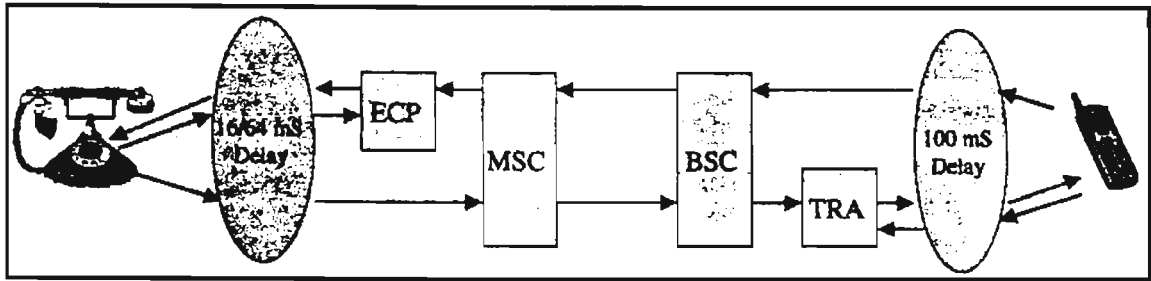 16/64 mS
Delay
ECP
MSC
BSC
TRA
100 mS
Delay